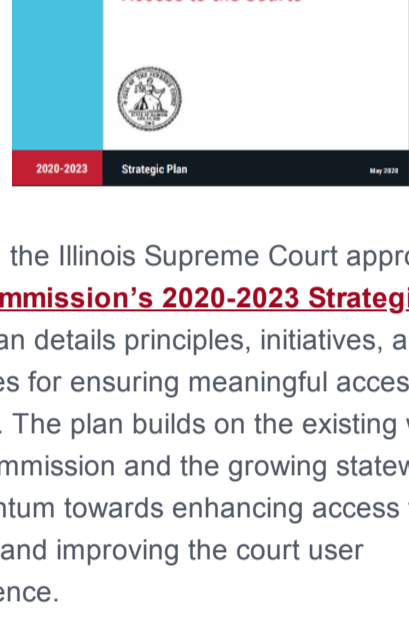 2020-2023 Strategic Plan May 2020
the Illinois Supreme Court appro
mmission's 2020-2023 Strategi
an details principles, initiatives, a
es for ensuring meaningful acces
. The plan builds on the existing
mmission and the growing statew
ntum towards enhancing access
and improving the court user
ence.